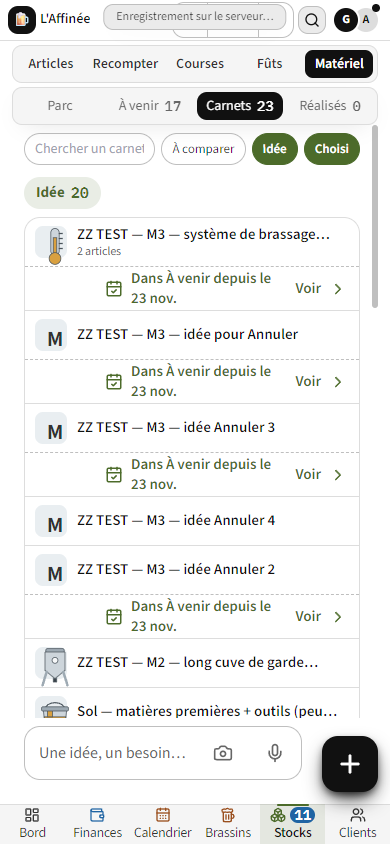 L'Affinée
Enregistrement sur le serveur…
G
A
Articles
Recompter
Courses
Fûts
Matériel
Parc
À venir 17
Carnets 23
Réalisés 0
Chercher un carnet
À comparer
Idée
Choisi
Idée 20
ZZ TEST — M3 — système de brassage…
2 articles
Dans À venir depuis le
23 nov.
Voir
M
ZZ TEST — M3 — idée pour Annuler
Dans À venir depuis le
23 nov.
Voir
M
ZZ TEST — M3 — idée Annuler 3
Dans À venir depuis le
23 nov.
Voir
M
ZZ TEST — M3 — idée Annuler 4
M
ZZ TEST — M3 — idée Annuler 2
Dans À venir depuis le
23 nov.
Voir
ZZ TEST — M2 — long cuve de garde…
Sol — matières premières + outils (peu…
Une idée, un besoin…
Bord
Finances
Calendrier
Brassins
11
Stocks
Clients